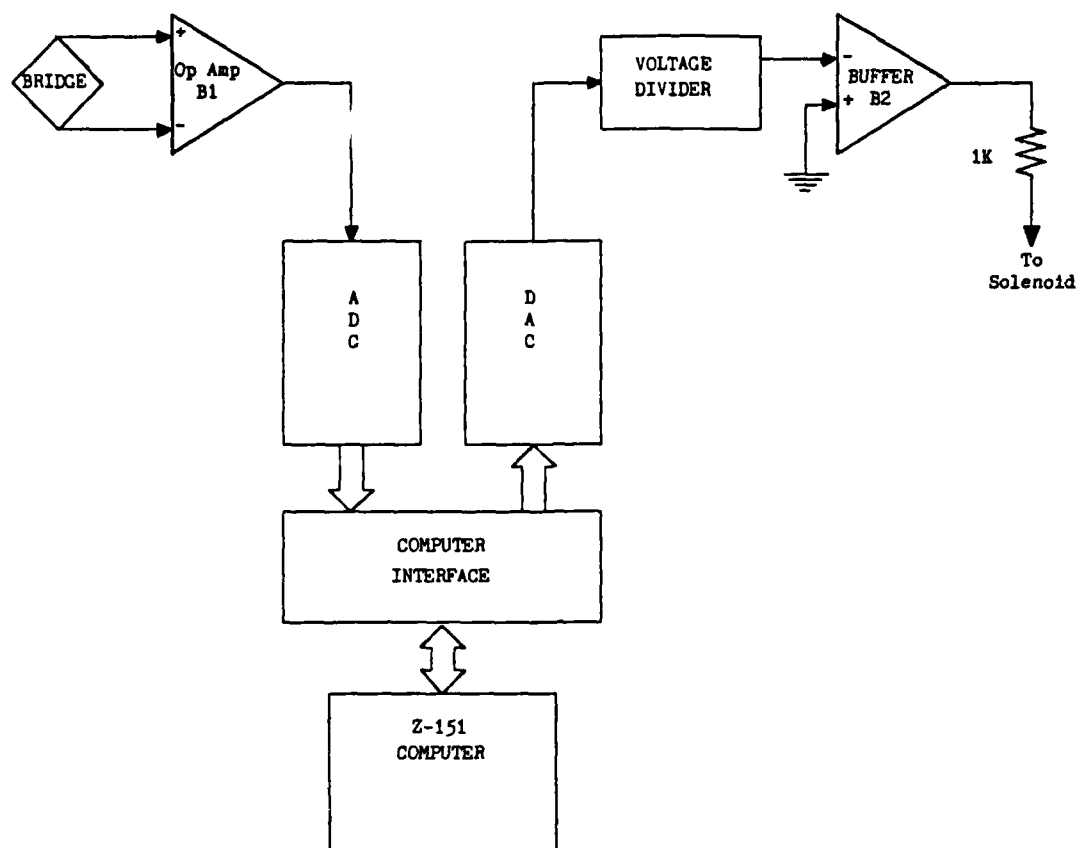 BRIDGE
+
Op Amp
B1
-
VOLTAGE
DIVIDER
-
BUFFER
B2
+
1K
To
Solenoid
A
D
C
D
A
C
COMPUTER
INTERFACE
Z-151
COMPUTER